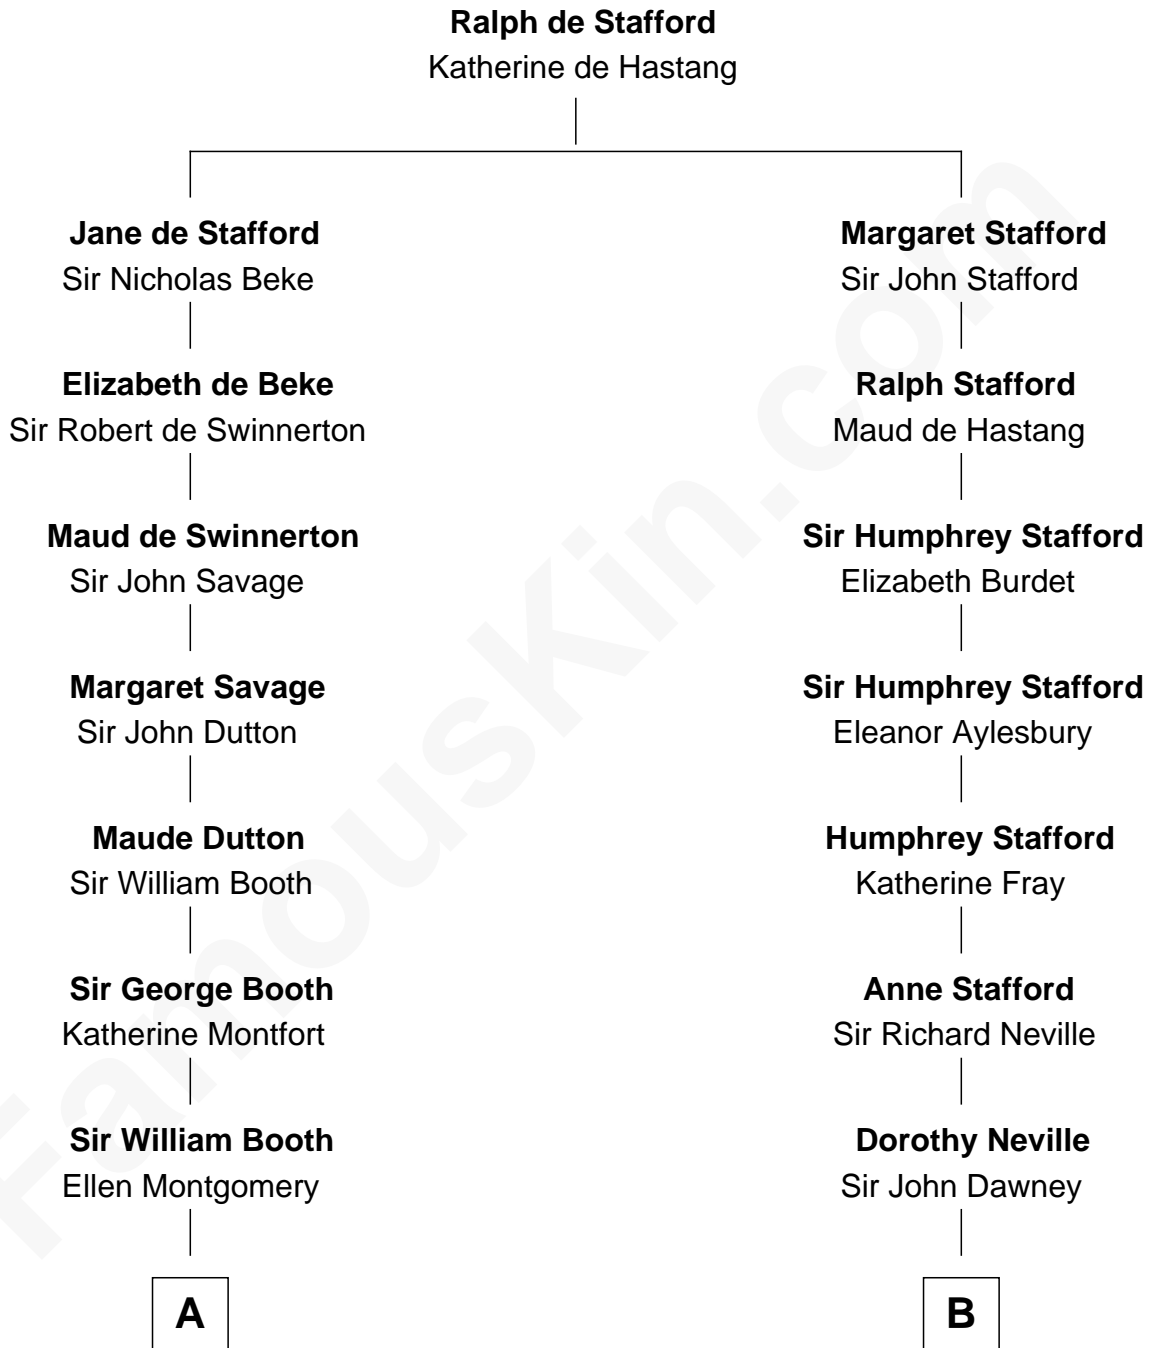 Ralph de Stafford
Katherine de Hastang
Jane de Stafford
Sir Nicholas Beke
Elizabeth de Beke
Sir Robert de Swinnerton
Maud de Swinnerton
Sir John Savage
Margaret Savage
Sir John Dutton
Maude Dutton
Sir William Booth
Sir George Booth
Katherine Montfort
Sir William Booth
Ellen Montgomery
A
Margaret Stafford
Sir John Stafford
Ralph Stafford
Maud de Hastang
Sir Humphrey Stafford
Elizabeth Burdet
Sir Humphrey Stafford
Eleanor Aylesbury
Humphrey Stafford
Katherine Fray
Anne Stafford
Sir Richard Neville
Dorothy Neville
Sir John Dawney
B
FamousKin.com